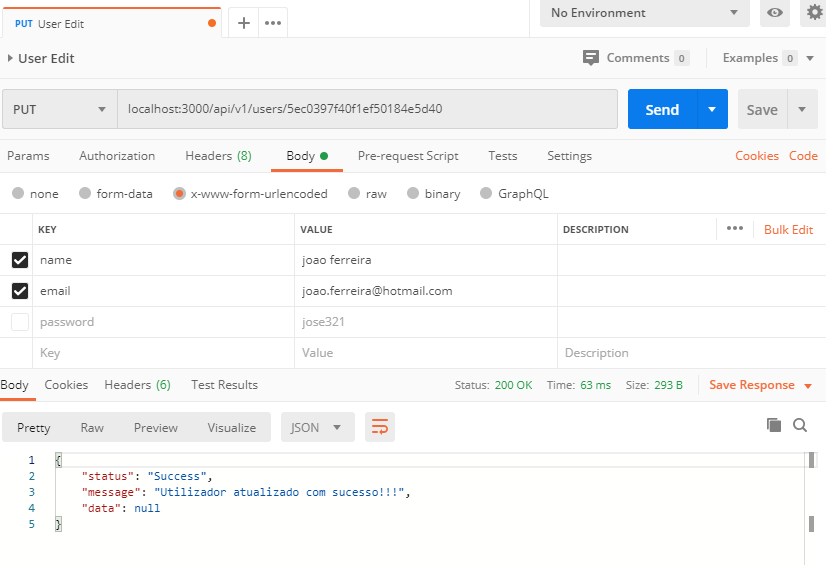 PUT User Edit
No Environment
User Edit
Comments 0
Examples 0
PUT
localhost:3000/api/v1/users/5ec0397f40f1ef50184e5d40
Send
Save
Params Authorization Headers (8) Body Pre-request Script Tests Settings Cookies Code
none form-data x-www-form-urlencoded raw binary GraphQL
KEY VALUE DESCRIPTION Bulk Edit
name joao ferreira
email joao.ferreira@hotmail.com
password jose321
Key Value Description
Body Cookies Headers (6) Test Results Status: 200 OK Time: 63 ms Size: 293 B Save Response
Pretty Raw Preview Visualize JSON
1 {
2 "status": "Success",
3 "message": "Utilizador atualizado com sucesso!!!",
4 "data": null
5 }